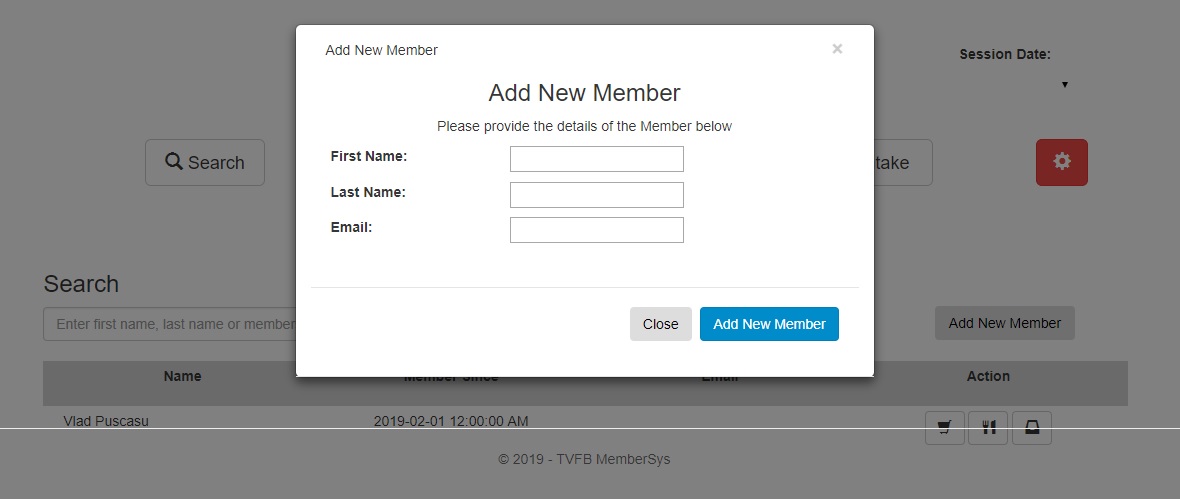 Add New Member ×
Session Date:
Add New Member
Please provide the details of the Member below
First Name:
Search
take
Last Name:
Email:
Search
Enter first name, last name or member
Close
Add New Member
Add New Member
Name
Member Since
Email
Action
Vlad Puscasu
2019-02-01 12:00:00 AM
© 2019 - TVFB MemberSys